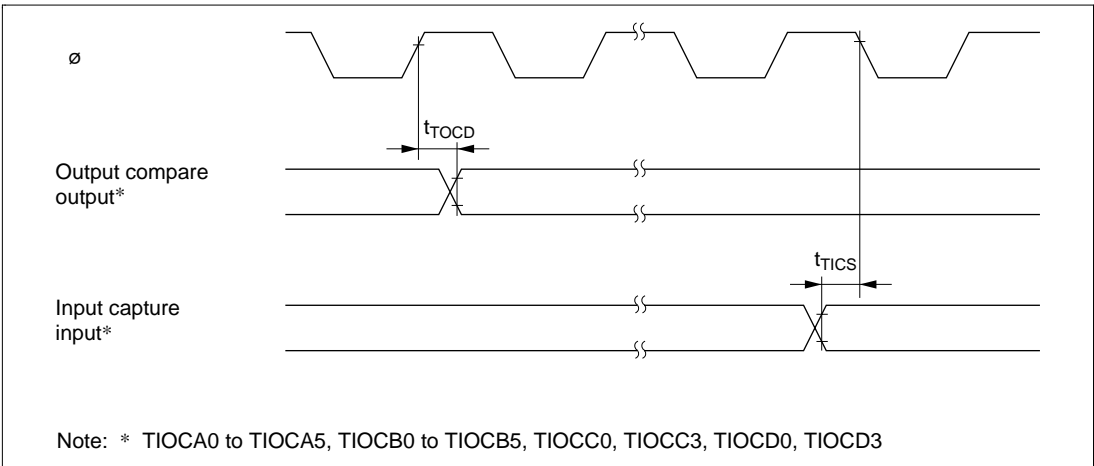 ø
tTOCD
Output compare
output*
tTICS
Input capture
input*
Note: * TIOCA0 to TIOCA5, TIOCB0 to TIOCB5, TIOCC0, TIOCC3, TIOCD0, TIOCD3